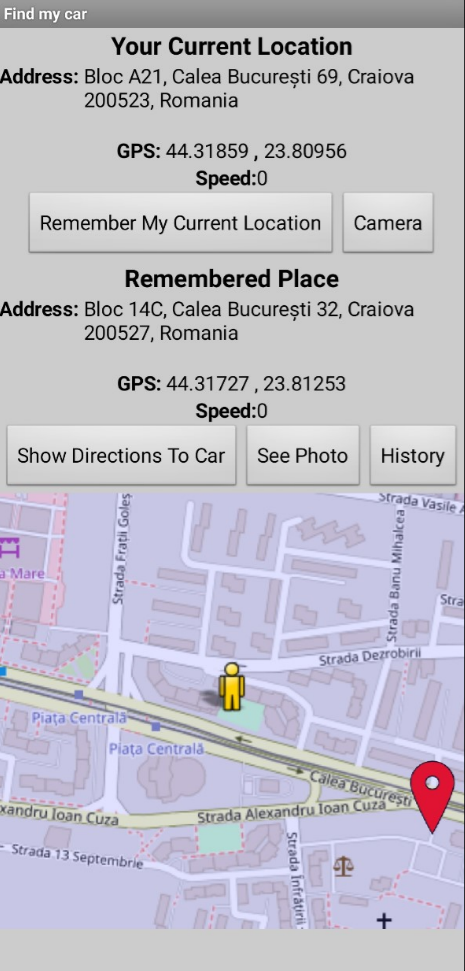 Find my car
Your Current Location
Address: Bloc A21, Calea București 69, Craiova
200523, Romania
GPS: 44.31859 , 23.80956
Speed:0
Remember My Current Location
Camera
Remembered Place
Address: Bloc 14C, Calea București 32, Craiova
200527, Romania
GPS: 44.31727 , 23.81253
Speed:0
Show Directions To Car
See Photo
History
Strada Vasile A
Strada Frații Goleș
Strada Banu Mihalcea
a Mare
Stra
Strada Dezrobirii
Piața Centrală
Piața Centrală
Calea București
xandru Ioan Cuza
Strada Alexandru Ioan Cuza
Strada 13 Septembrie
Strada Înfrățirii